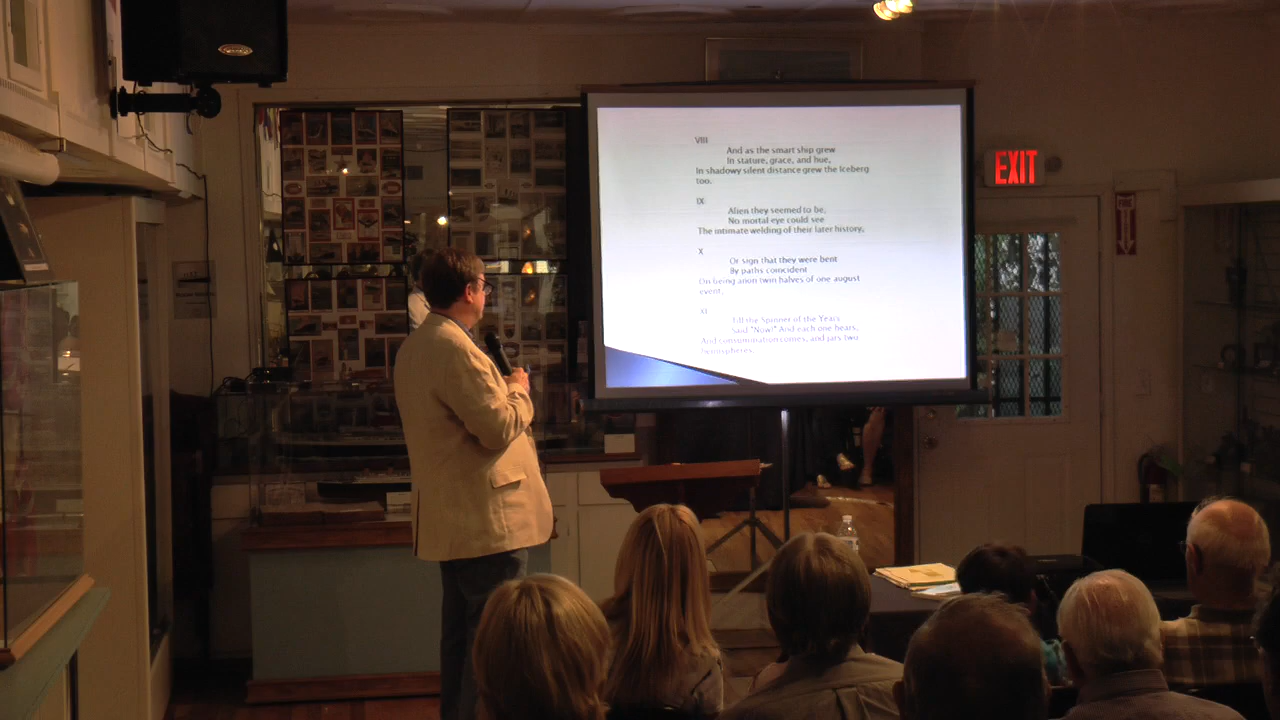 VIII
And as the smart ship grew
In stature, grace, and hue,
In shadowy silent distance grew the Iceberg
too.
IX
Alien they seemed to be,
No mortal eye could see
The intimate welding of their later history,
X
Or sign that they were bent
By paths coincident
On being anon twin halves of one august
event,
XI
Till the Spinner of the Years
Said "Now!" And each one hears,
And consummation comes, and jars two
hemispheres.
EXIT
FIRE